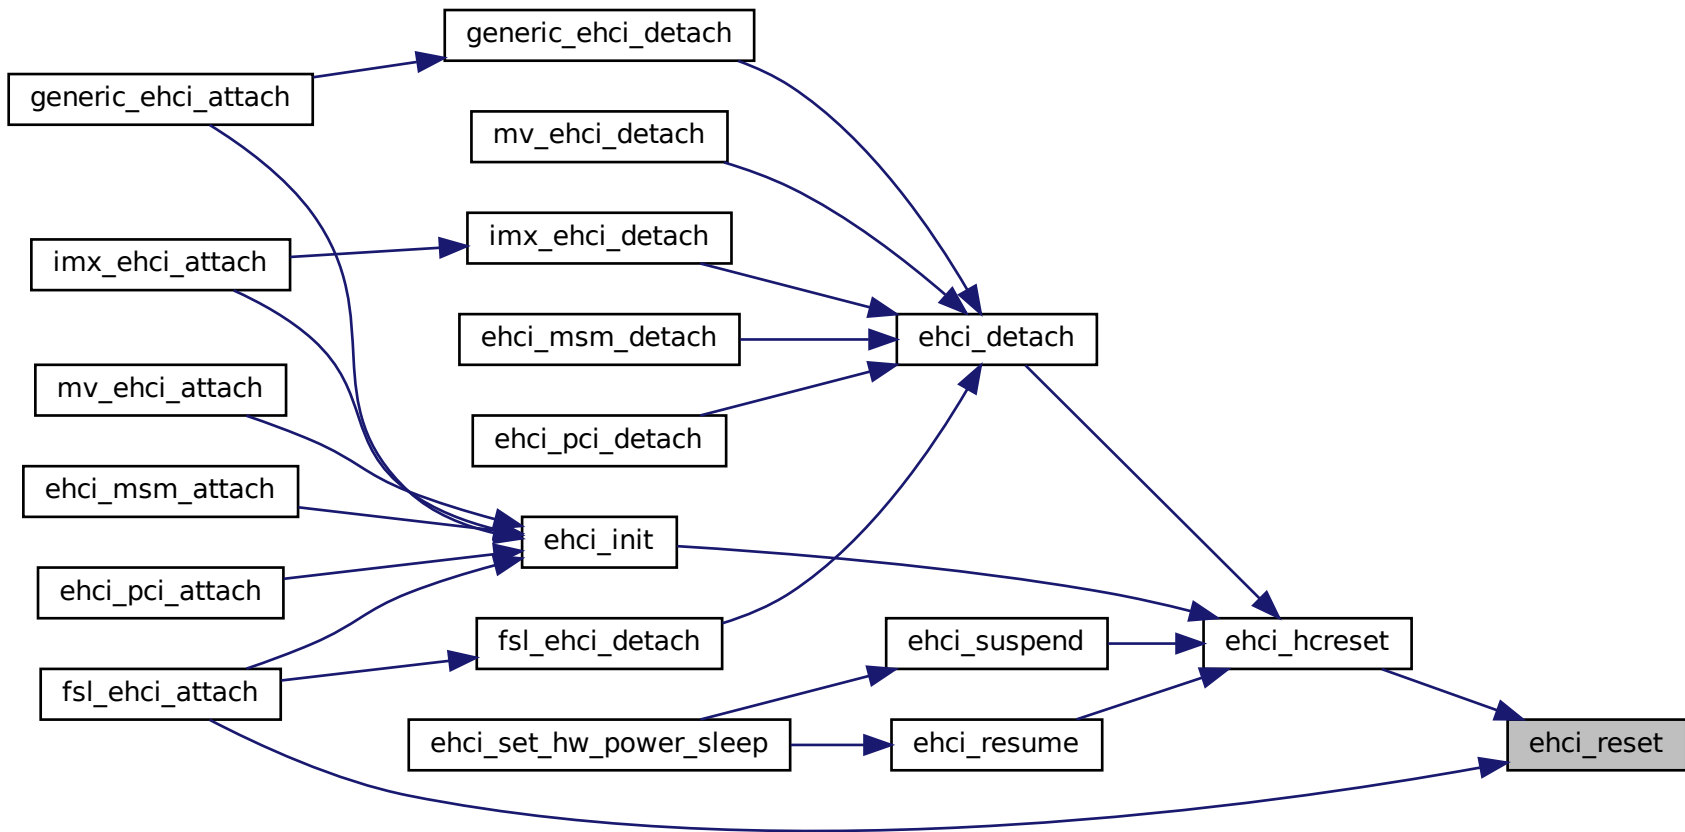 generic_ehci_detach
generic_ehci_attach
mv_ehci_detach
imx_ehci_detach
imx_ehci_attach
ehci_msm_detach
ehci_detach
mv_ehci_attach
ehci_pci_detach
ehci_msm_attach
ehci_init
ehci_pci_attach
fsl_ehci_detach
ehci_suspend
ehci_hcreset
fsl_ehci_attach
ehci_set_hw_power_sleep
ehci_resume
ehci_reset